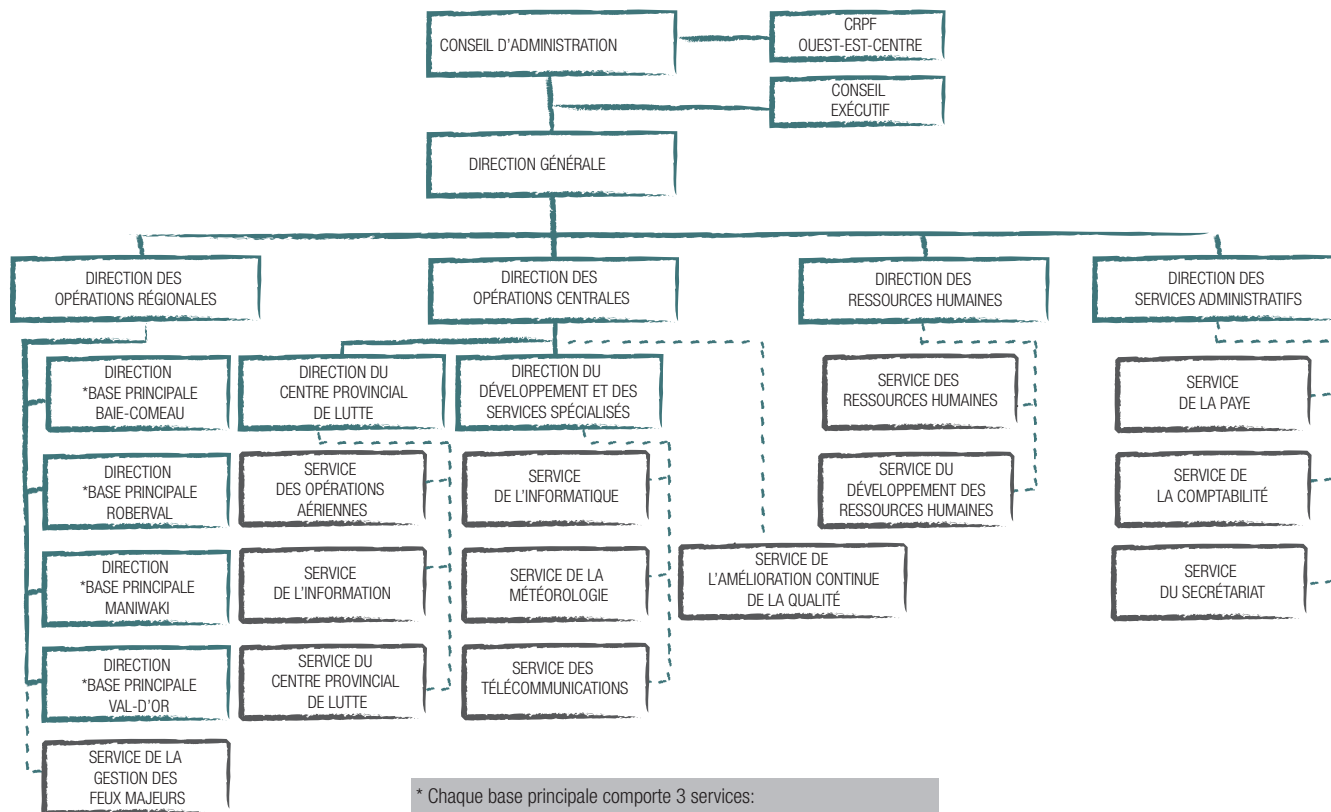 CONSEIL D'ADMINISTRATION
CRPF
OUEST-EST-CENTRE
CONSEIL
EXÉCUTIF
DIRECTION GÉNÉRALE
DIRECTION DES
OPÉRATIONS RÉGIONALES
DIRECTION DES
OPÉRATIONS CENTRALES
DIRECTION DES
RESSOURCES HUMAINES
DIRECTION DES
SERVICES ADMINISTRATIFS
DIRECTION
*BASE PRINCIPALE
BAIE-COMEAU
DIRECTION DU
CENTRE PROVINCIAL
DE LUTTE
DIRECTION DU
DÉVELOPPEMENT ET DES
SERVICES SPÉCIALISÉS
SERVICE DES
RESSOURCES HUMAINES
SERVICE
DE LA PAYE
DIRECTION
*BASE PRINCIPALE
ROBERVAL
SERVICE
DES OPÉRATIONS
AÉRIENNES
SERVICE
DE L'INFORMATIQUE
SERVICE DU
DÉVELOPPEMENT DES
RESSOURCES HUMAINES
SERVICE DE
LA COMPTABILITÉ
DIRECTION
*BASE PRINCIPALE
MANIWAKI
SERVICE
DE L'INFORMATION
SERVICE DE LA
MÉTÉOROLOGIE
SERVICE DE
L'AMÉLIORATION CONTINUE
DE LA QUALITÉ
SERVICE
DU SECRÉTARIAT
DIRECTION
*BASE PRINCIPALE
VAL-D'OR
SERVICE DU
CENTRE PROVINCIAL
DE LUTTE
SERVICE DES
TÉLÉCOMMUNICATIONS
SERVICE DE LA
GESTION DES
FEUX MAJEURS
* Chaque base principale comporte 3 services: